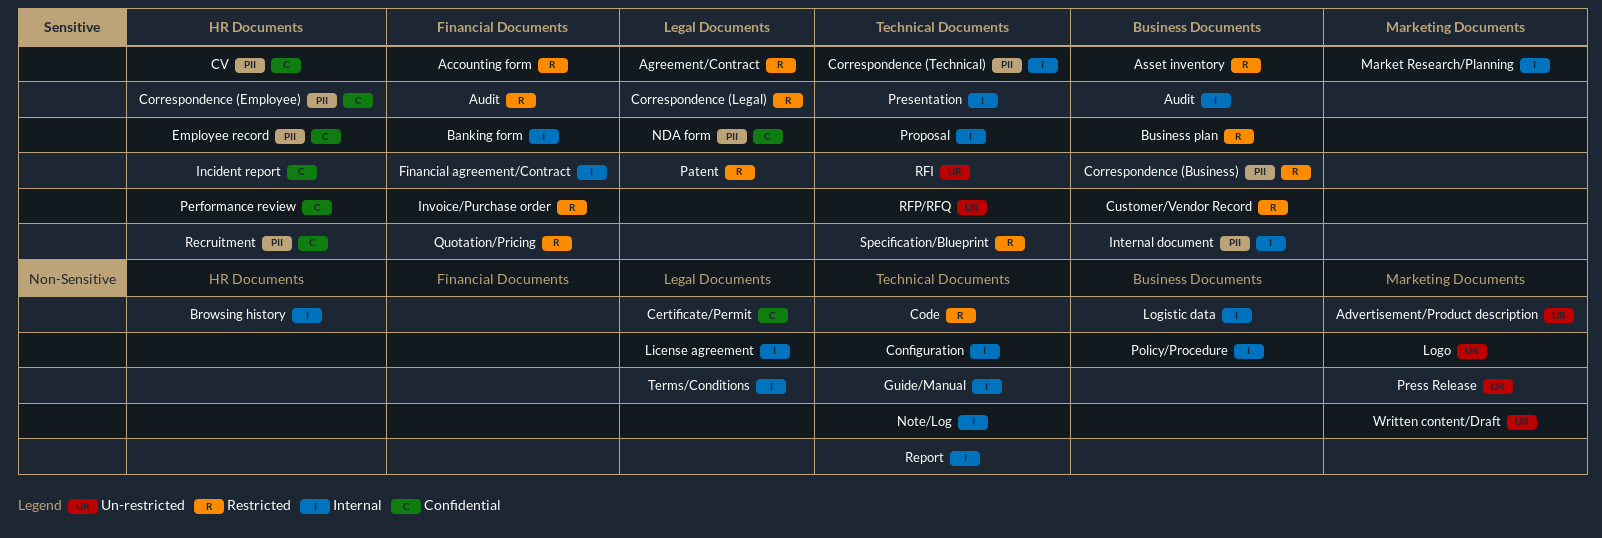 Sensitive HR Documents Financial Documents Legal Documents Technical Documents Business Documents Marketing Documents
CV PII C Accounting form R Agreement/Contract R Correspondence (Technical) PII I Asset inventory R Market Research/Planning I
Correspondence (Employee) PII C Audit R Correspondence (Legal) R Presentation I Audit I
Employee record PII C Banking form I NDA form PII C Proposal I Business plan R
Incident report C Financial agreement/Contract I Patent R RFI UR Correspondence (Business) PII R
Performance review C Invoice/Purchase order R RFP/RFQ UR Customer/Vendor Record R
Recruitment PII C Quotation/Pricing R Specification/Blueprint R Internal document PII I
Non-Sensitive HR Documents Financial Documents Legal Documents Technical Documents Business Documents Marketing Documents
Browsing history I Certificate/Permit C Code R Logistic data I Advertisement/Product description UR
License agreement I Configuration I Policy/Procedure I Logo UR
Terms/Conditions I Guide/Manual I Press Release UR
Note/Log I Written content/Draft UR
Report I
Legend UR Un-restricted R Restricted I Internal C Confidential